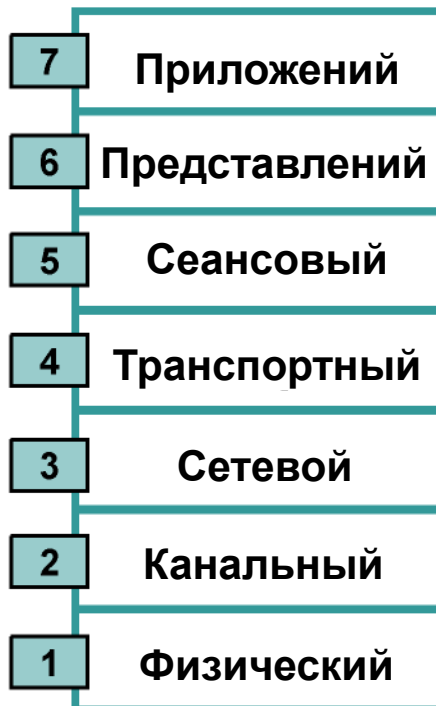 7 Приложений
6 Представлений
5 Сеансовый
4 Транспортный
3 Сетевой
2 Канальный
1 Физический